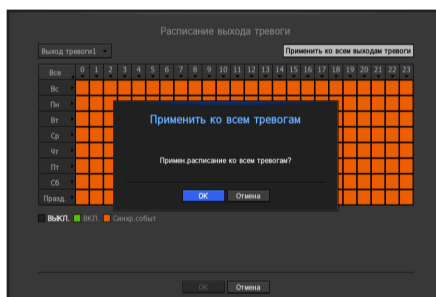 Расписание выхода тревоги
Выход тревоги1 Применить ко всем выходам тревоги
Все 0 1 2 3 4 5 6 7 8 9 10 11 12 13 14 15 16 17 18 19 20 21 22 23
Вс
Пн
Вт
Ср
Чт
Пт
Сб
Празд.
Применить ко всем тревогам
Примен.расписание ко всем тревогам?
OK Отмена
ВЫКЛ. ВКЛ. Синхр.событ
OK Отмена